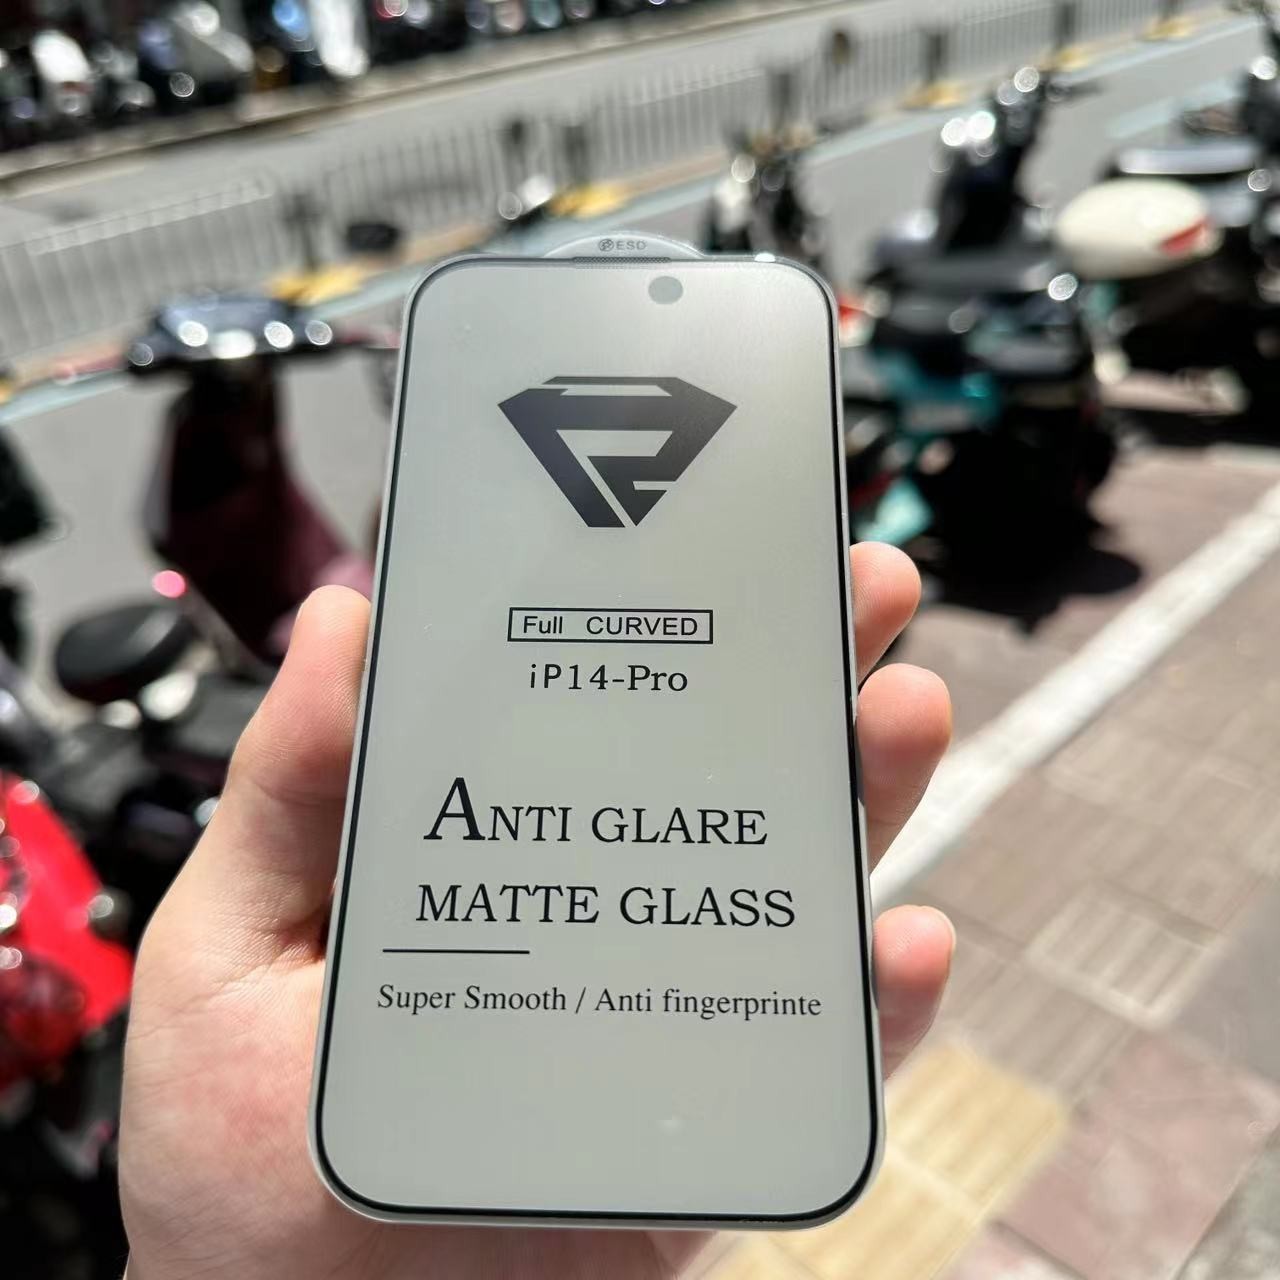 ESD
Full CURVED
iP14-Pro
ANTI GLARE
MATTE GLASS
Super Smooth / Anti fingerprinte